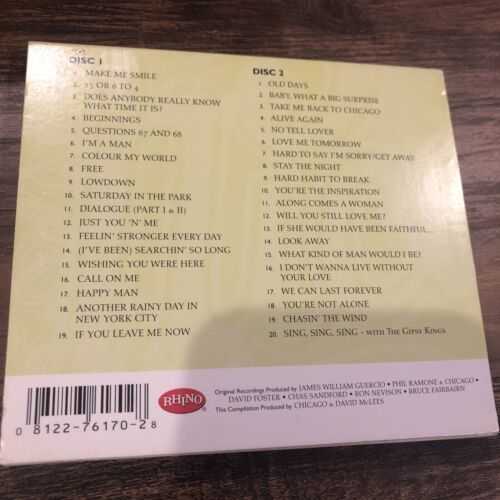 DISC 1
1. MAKE ME SMILE
2. 25 OR 6 TO 4
3. DOES ANYBODY REALLY KNOW
WHAT TIME IT IS?
4. BEGINNINGS
5. QUESTIONS 67 AND 68
6. I'M A MAN
7. COLOUR MY WORLD
8. FREE
9. LOWDOWN
10. SATURDAY IN THE PARK
11. DIALOGUE (PART I & II)
12. JUST YOU 'N' ME
13. FEELIN' STRONGER EVERY DAY
14. (I'VE BEEN) SEARCHIN' SO LONG
15. WISHING YOU WERE HERE
16. CALL ON ME
17. HAPPY MAN
18. ANOTHER RAINY DAY IN
NEW YORK CITY
19. IF YOU LEAVE ME NOW
DISC 2
1. OLD DAYS
2. BABY, WHAT A BIG SURPRISE
3. TAKE ME BACK TO CHICAGO
4. ALIVE AGAIN
5. NO TELL LOVER
6. LOVE ME TOMORROW
7. HARD TO SAY I'M SORRY/GET AWAY
8. STAY THE NIGHT
9. HARD HABIT TO BREAK
10. YOU'RE THE INSPIRATION
11. ALONG COMES A WOMAN
12. WILL YOU STILL LOVE ME?
13. IF SHE WOULD HAVE BEEN FAITHFUL...
14. LOOK AWAY
15. WHAT KIND OF MAN WOULD I BE?
16. I DON'T WANNA LIVE WITHOUT
YOUR LOVE
17. WE CAN LAST FOREVER
18. YOU'RE NOT ALONE
19. CHASIN' THE WIND
20. SING, SING, SING - WITH THE GIPSY KINGS
0 81227-61702 8
RHINO
Original Recordings Produced by JAMES WILLIAM GUERCIO • PHIL RAMONE & CHICAGO •
DAVID FOSTER • CHAS SANDFORD • RON NEVISON • BRUCE FAIRBAIRN
This Compilation Produced by CHICAGO & DAVID MCLEES